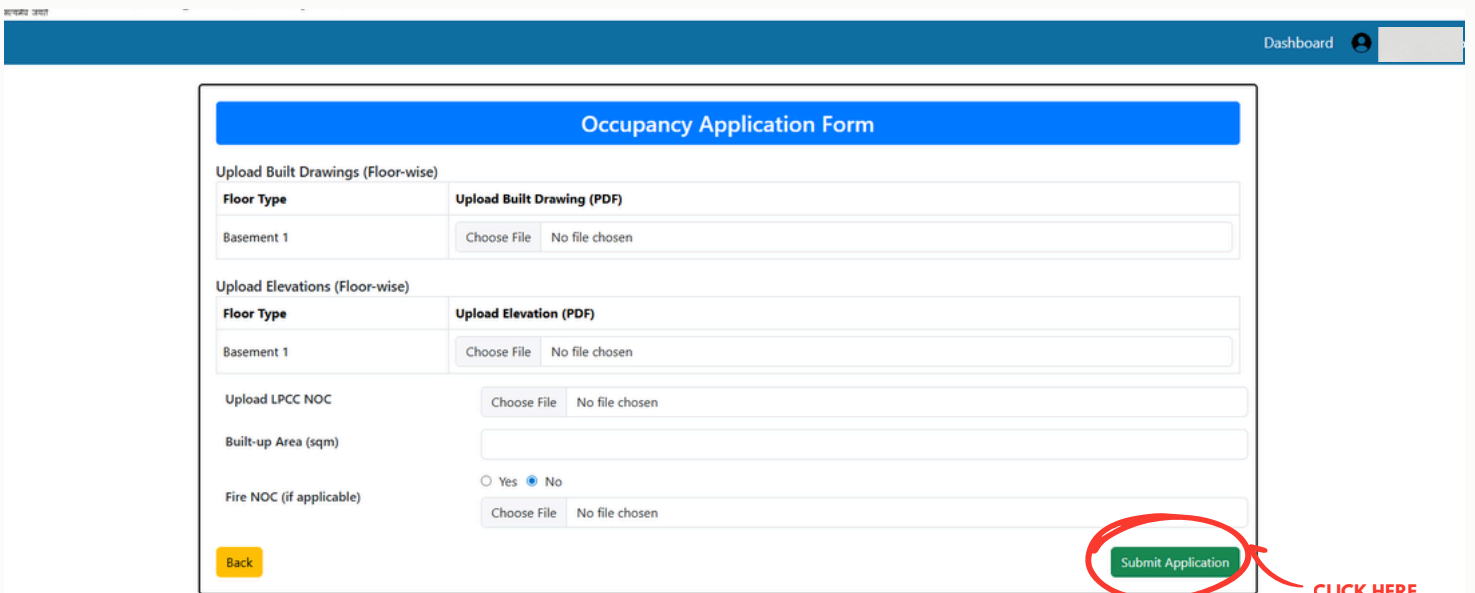 सत्यमेव जयते
Dashboard
Occupancy Application Form
Upload Built Drawings (Floor-wise)
Floor Type Upload Built Drawing (PDF)
Basement 1 Choose File No file chosen
Upload Elevations (Floor-wise)
Floor Type Upload Elevation (PDF)
Basement 1 Choose File No file chosen
Upload LPCC NOC Choose File No file chosen
Built-up Area (sqm)
Yes No
Fire NOC (if applicable)
Choose File No file chosen
Back Submit Application
CLICK HERE